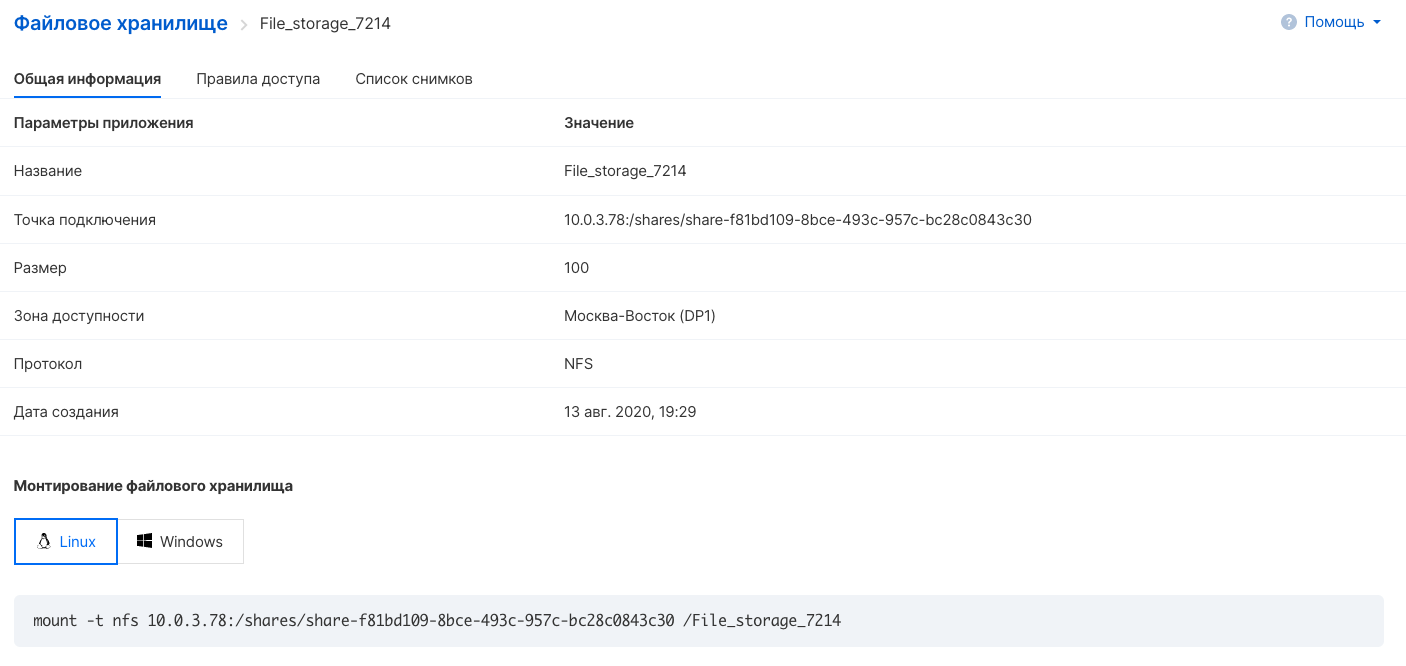 Файловое хранилище > File_storage_7214
? Помощь
Общая информация Правила доступа Список снимков
Параметры приложения Значение
Название File_storage_7214
Точка подключения 10.0.3.78:/shares/share-f81bd109-8bce-493c-957c-bc28c0843c30
Размер 100
Зона доступности Москва-Восток (DP1)
Протокол NFS
Дата создания 13 авг. 2020, 19:29
Монтирование файлового хранилища
Linux Windows
mount -t nfs 10.0.3.78:/shares/share-f81bd109-8bce-493c-957c-bc28c0843c30 /File_storage_7214